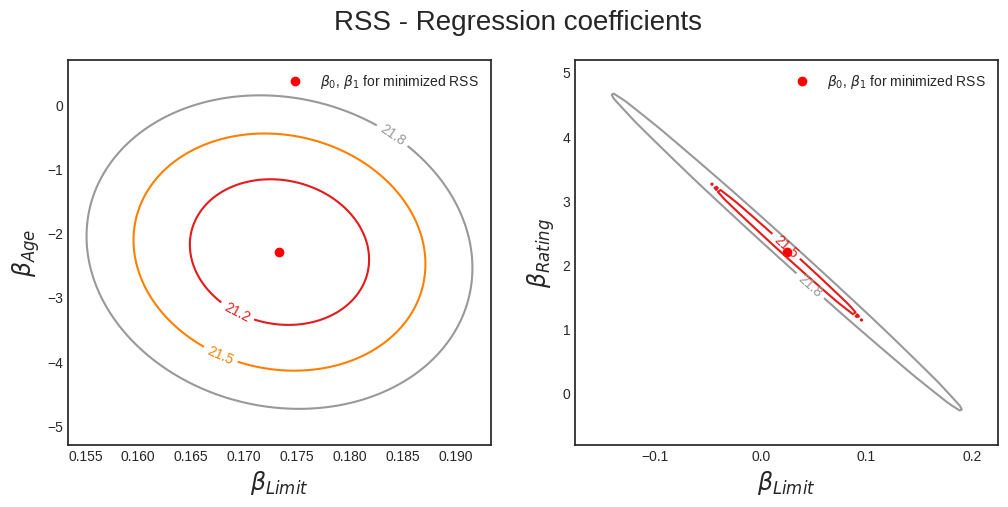 RSS - Regression coefficients
β0, β1 for minimized RSS
0
−1
−2
−3
−4
−5
βAge
21.8
21.2
21.5
0.155 0.160 0.165 0.170 0.175 0.180 0.185 0.190
βLimit
β0, β1 for minimized RSS
5
4
3
2
1
0
βRating
21.5
21.8
−0.1 0.0 0.1 0.2
βLimit